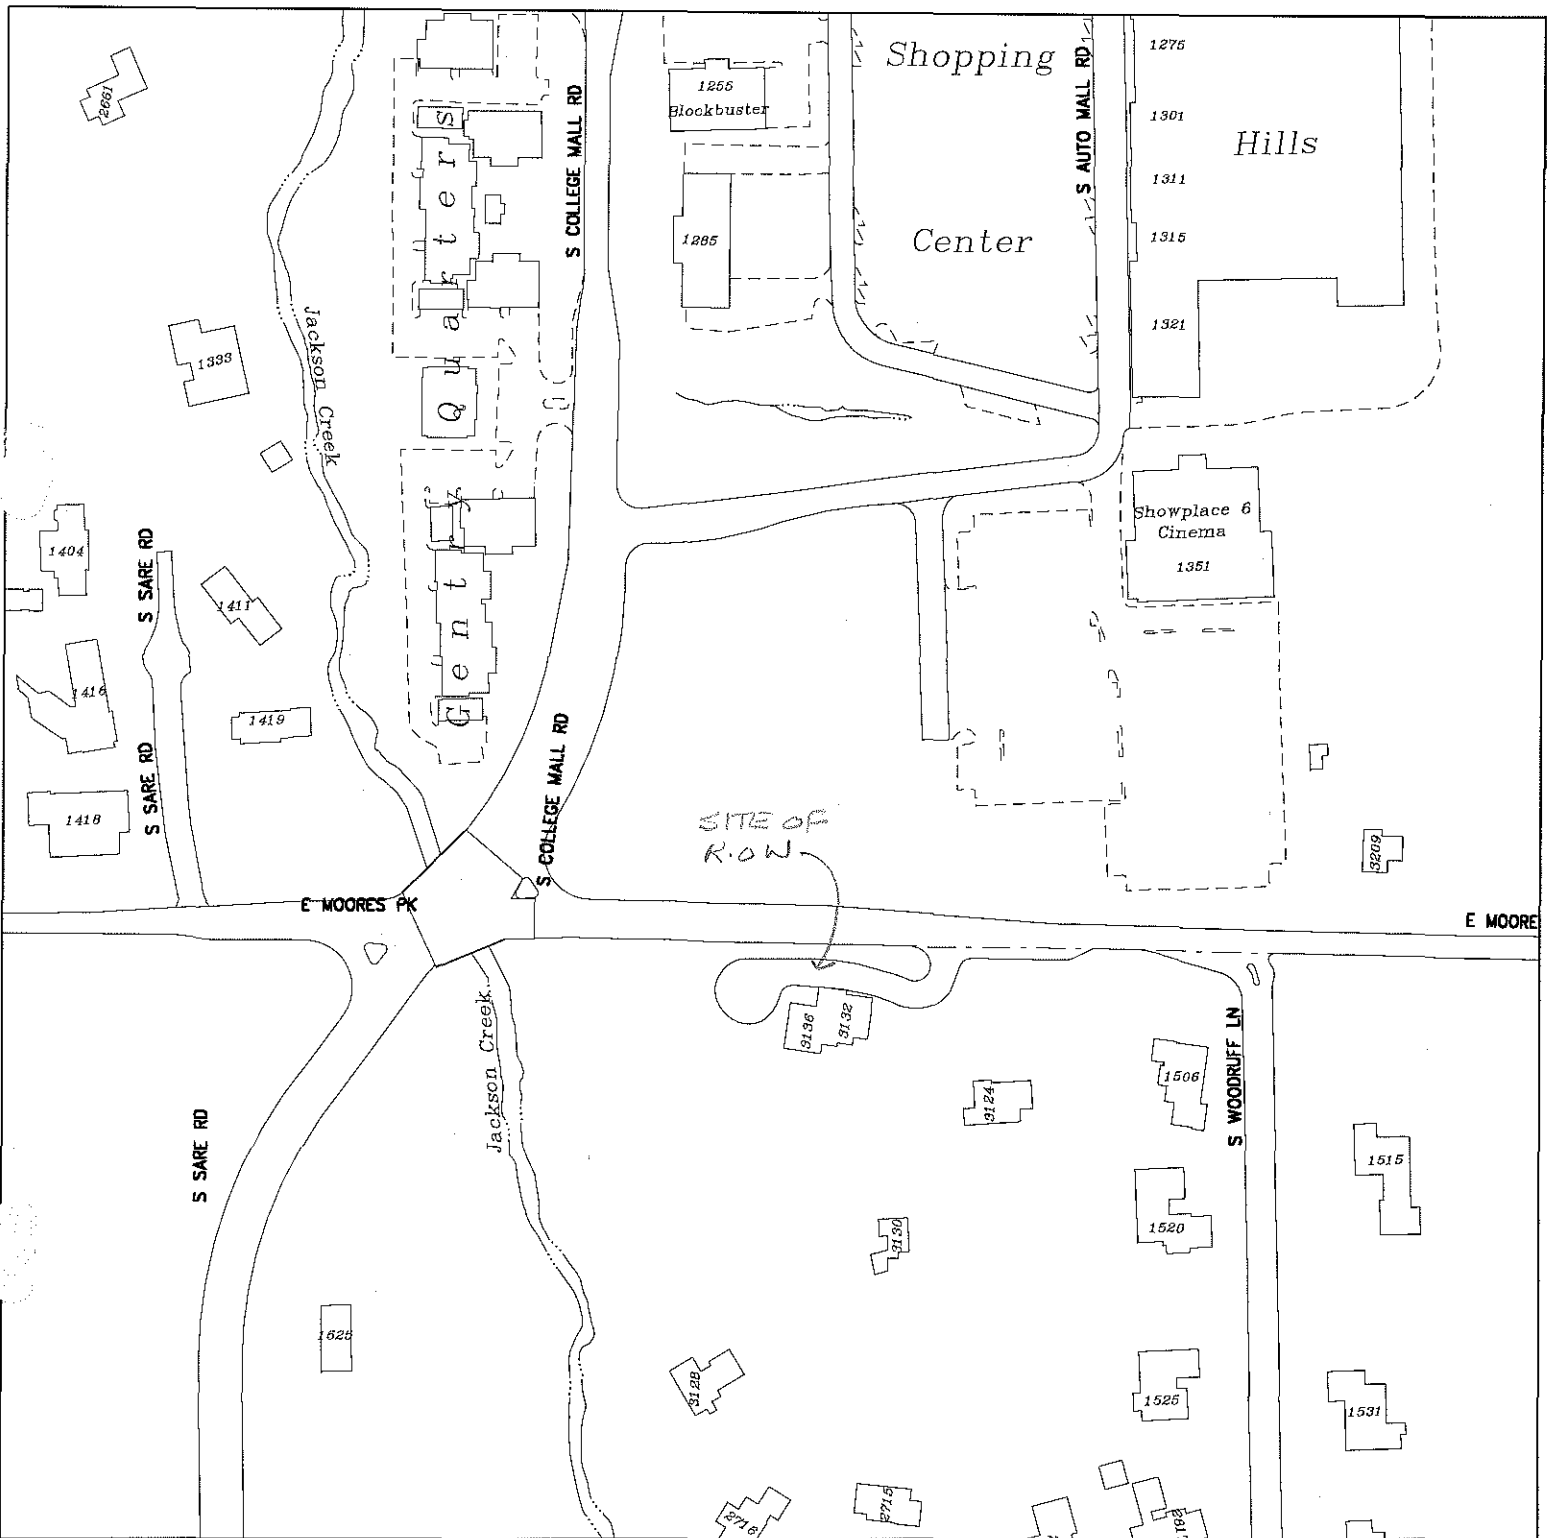 Shopping
1275
2661
1255
Blockbuster
S AUTO MALL RD
S COLLEGE MALL RD
1301
Hills
1311
1285
Center
1315
1321
Jackson Creek
1333
Gentry Quarters
Showplace 6
Cinema
1351
1404
S SARE RD
1411
1416
1419
S COLLEGE MALL RD
S SARE RD
1418
SITE OF
R.O.W
3209
E MOORES PK
E MOORE
3136
3132
Jackson Creek
S WOODRUFF LN
1506
3124
S SARE RD
1515
1520
3130
1525
3128
1525
1531
2716
2715